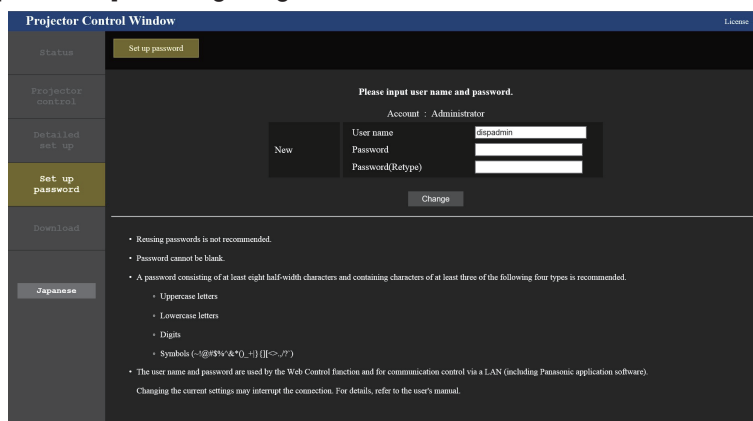 Projector Control Window
License
Status
Set up password
Projector
control
Please input user name and password.
Account : Administrator
Detailed
set up
New
User name
dispadmin
Password
Password(Retype)
Set up
password
Change
Download
• Reusing passwords is not recommended.
• Password cannot be blank.
• A password consisting of at least eight half-width characters and containing characters of at least three of the following four types is recommended.
Japanese
◦ Uppercase letters
◦ Lowercase letters
◦ Digits
◦ Symbols (~!@#$%^&*()_+|}{][<>.,/?`)
• The user name and password are used by the Web Control function and for communication control via a LAN (including Panasonic application software).
Changing the current settings may interrupt the connection. For details, refer to the user's manual.